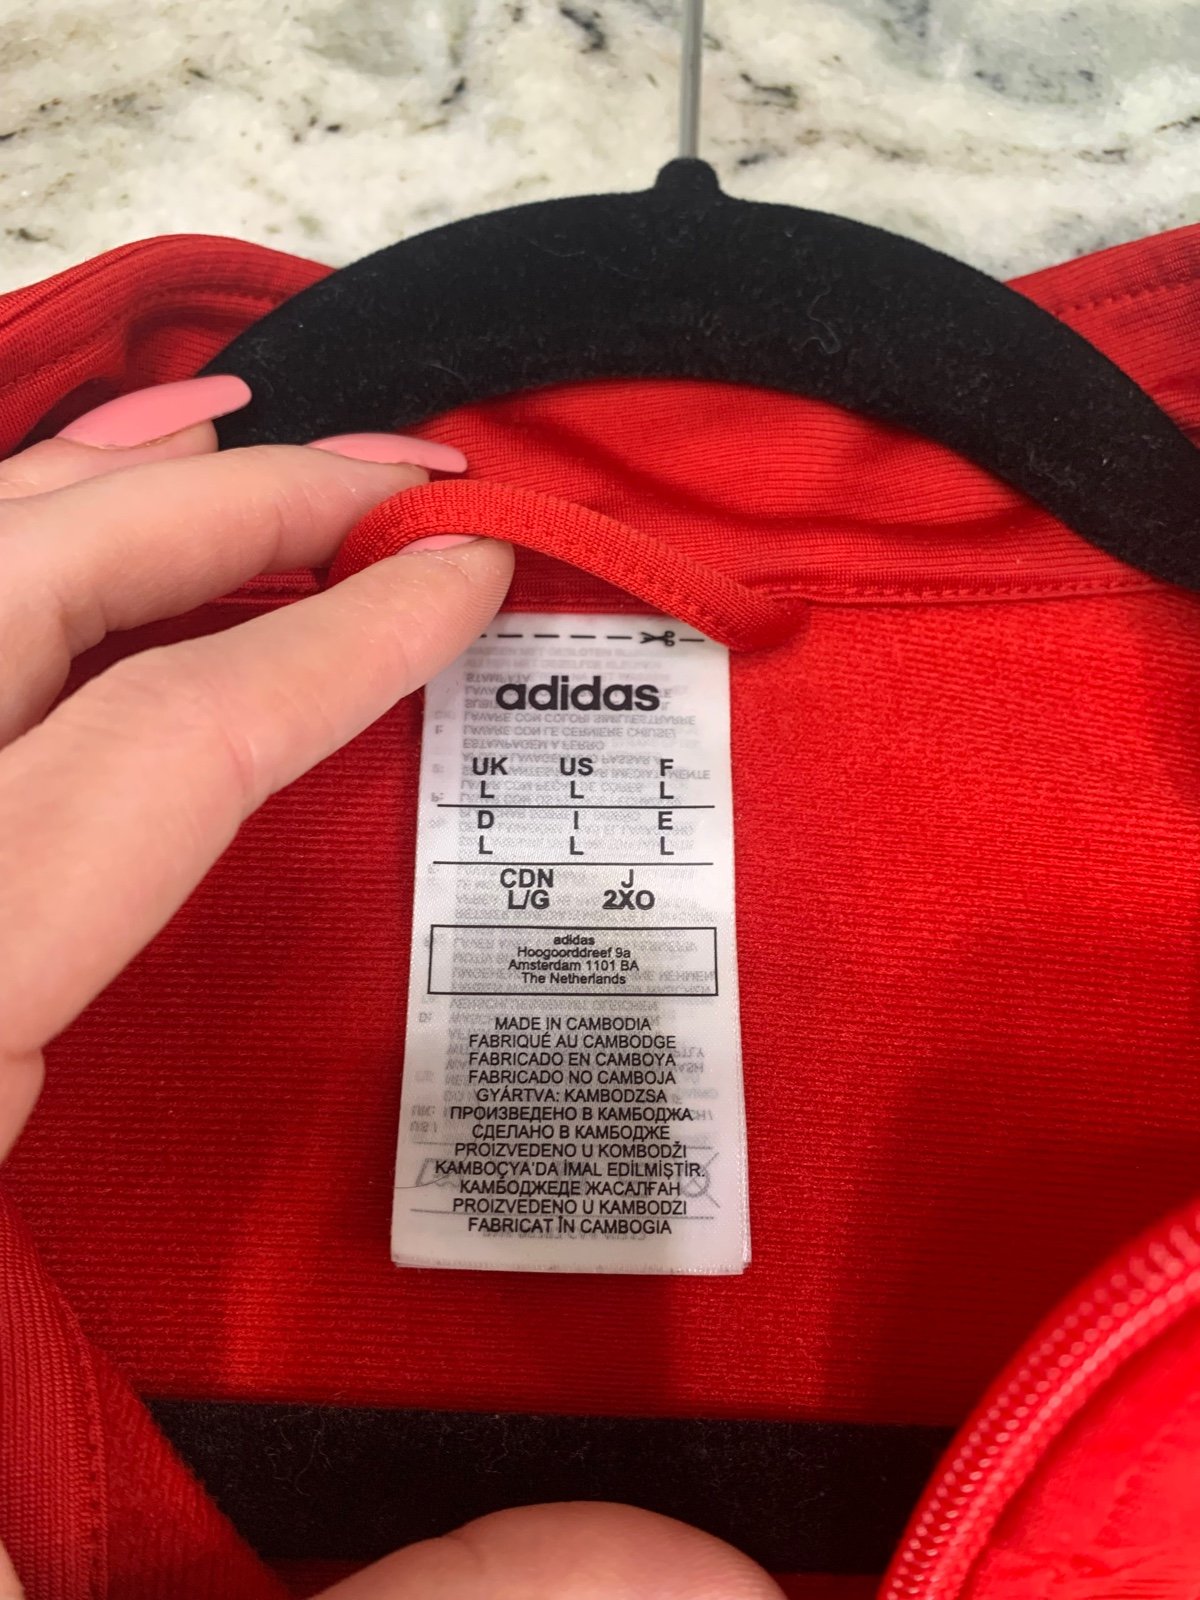 adidas
UK US F
L L L
D I E
L L L
CDN J
L/G 2XO
adidas
Hoogoorddreef 9a
Amsterdam 1101 BA
The Netherlands
MADE IN CAMBODIA
FABRIQUÉ AU CAMBODGE
FABRICADO EN CAMBOYA
FABRICADO NO CAMBOJA
GYÁRTVA: KAMBODZSA
ПРОИЗВЕДЕНО В КАМБОДЖА
СДЕЛАНО В КАМБОДЖЕ
PROIZVEDENO U KOMBODŽI
KAMBOÇYA'DA İMAL EDİLMİŞTİR.
КАМБОДЖЕДЕ ЖАСАЛҒАН
PROIZVEDENO U KAMBODZI
FABRICAT ÎN CAMBOGIA